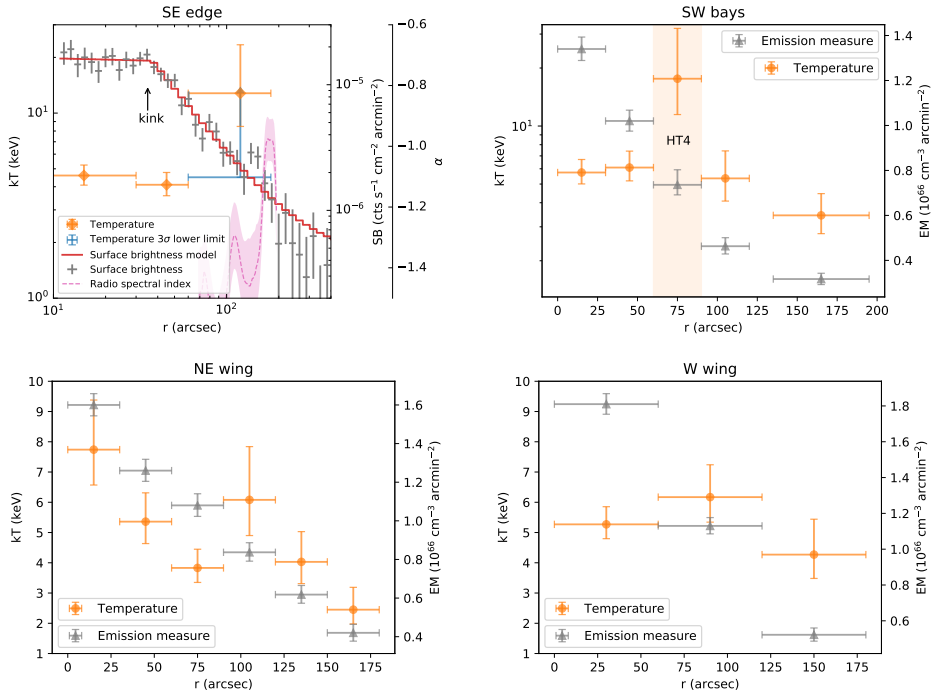 SE edge
10¹
10⁰
kT (keV)
kink
Temperature
Temperature 3σ lower limit
Surface brightness model
Surface brightness
Radio spectral index
10¹ 10²
r (arcsec)
10⁻⁵
10⁻⁶
SB (cts s⁻¹ cm⁻² arcmin⁻²)
−0.6
−0.8
−1.0
−1.2
−1.4
α
SW bays
10¹
kT (keV)
HT4
Emission measure
Temperature
0 25 50 75 100 125 150 175 200
r (arcsec)
1.4
1.2
1.0
0.8
0.6
0.4
EM (10⁶⁶ cm⁻³ arcmin⁻²)
NE wing
10
9
8
7
6
5
4
3
2
1
kT (keV)
Temperature
Emission measure
0 25 50 75 100 125 150 175
r (arcsec)
1.6
1.4
1.2
1.0
0.8
0.6
0.4
EM (10⁶⁶ cm⁻³ arcmin⁻²)
W wing
10
9
8
7
6
5
4
3
2
1
kT (keV)
Temperature
Emission measure
0 25 50 75 100 125 150 175
r (arcsec)
1.8
1.6
1.4
1.2
1.0
0.8
0.6
EM (10⁶⁶ cm⁻³ arcmin⁻²)